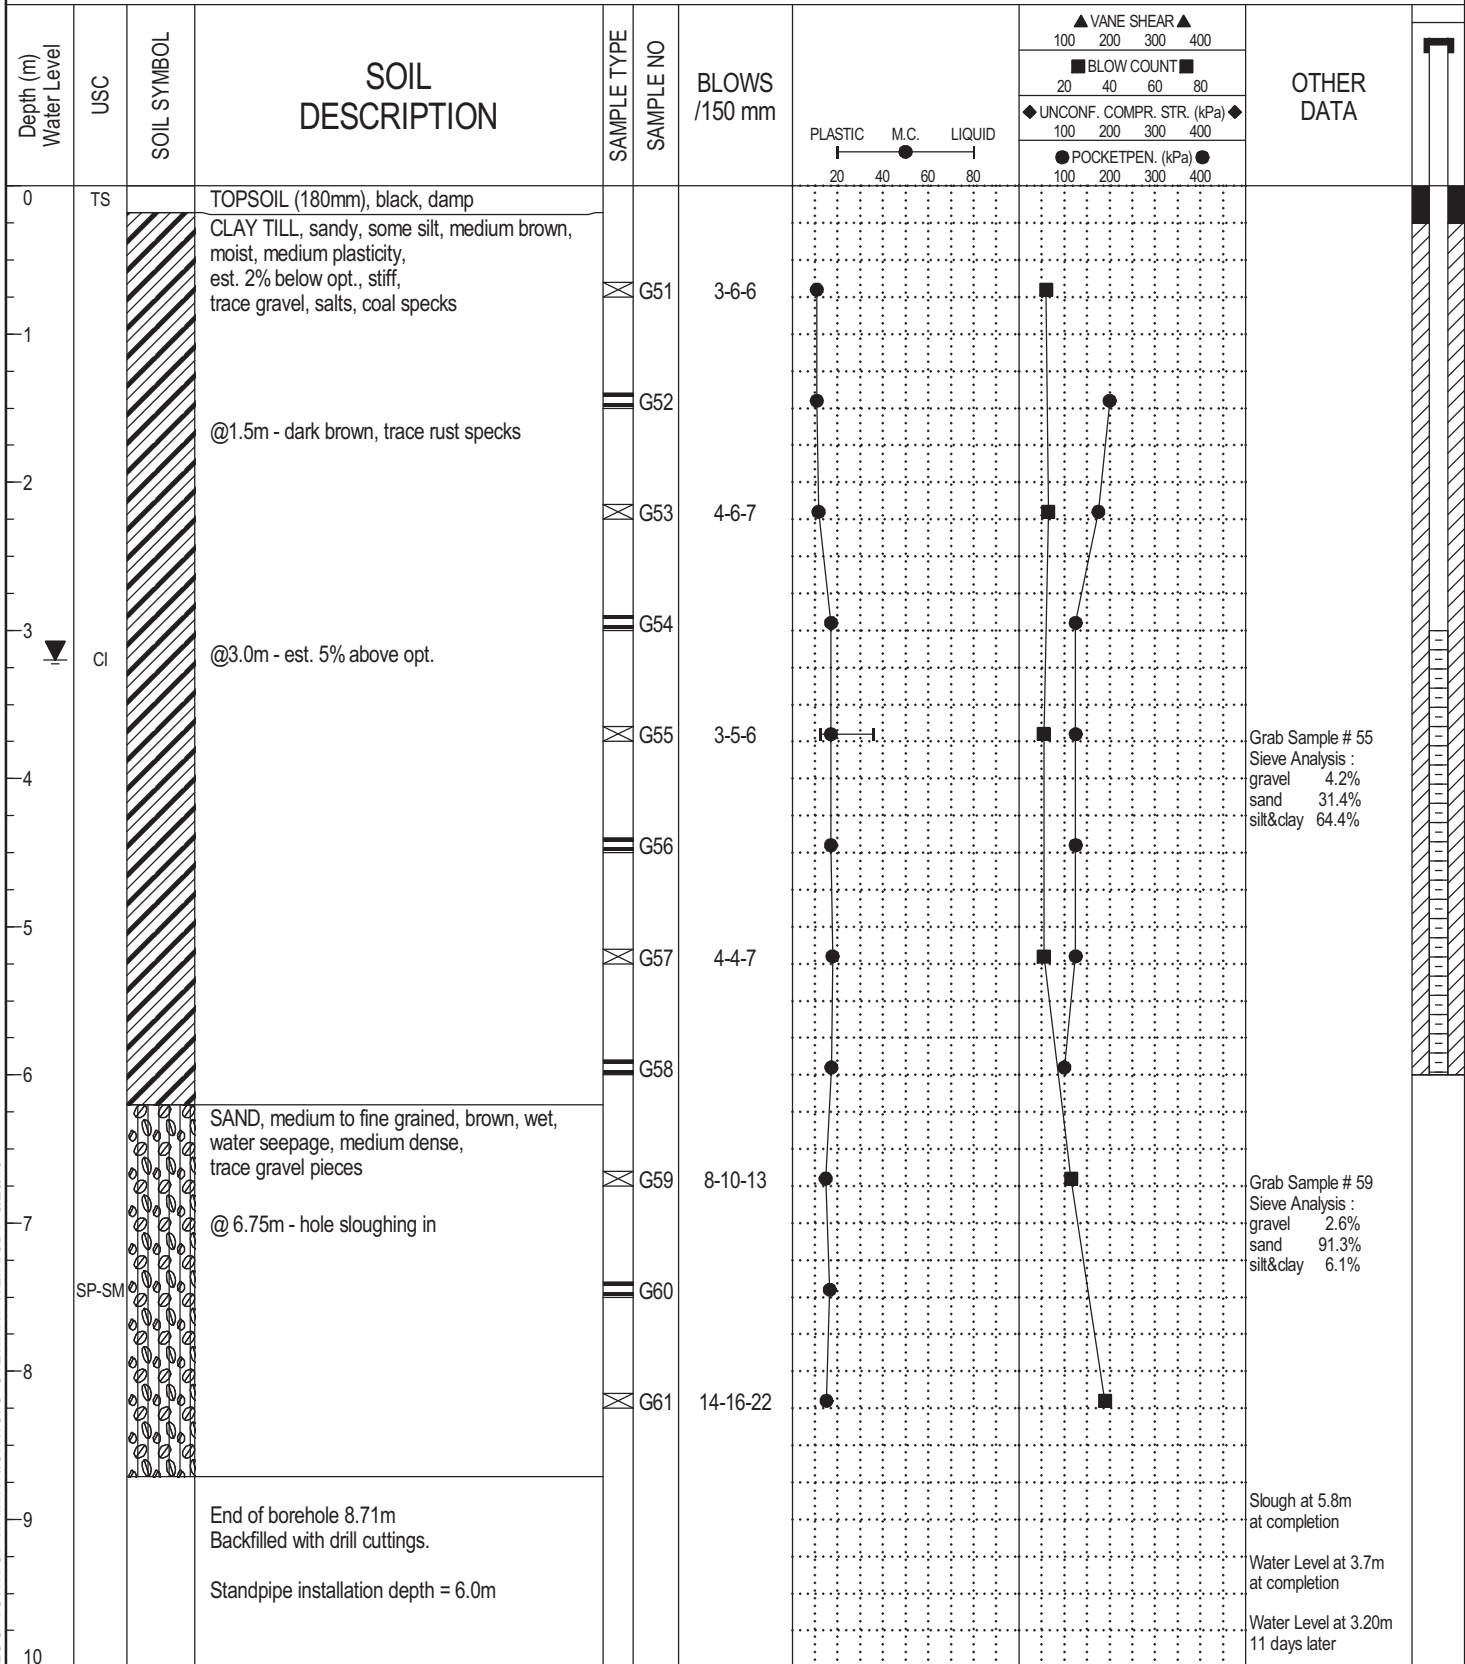 Depth (m)
Water Level
USC
SOIL SYMBOL
SOIL
DESCRIPTION
SAMPLE TYPE
SAMPLE NO
BLOWS
/150 mm
PLASTIC M.C. LIQUID
20 40 60 80
▲ VANE SHEAR ▲
100 200 300 400
■ BLOW COUNT ■
20 40 60 80
◆ UNCONF. COMPR. STR. (kPa) ◆
100 200 300 400
● POCKETPEN. (kPa) ●
100 200 300 400
OTHER
DATA
0
TS
TOPSOIL (180mm), black, damp
CLAY TILL, sandy, some silt, medium brown,
moist, medium plasticity,
est. 2% below opt., stiff,
trace gravel, salts, coal specks
G51 3-6-6
1
G52
@1.5m - dark brown, trace rust specks
2
G53 4-6-7
G54
3
CI
@3.0m - est. 5% above opt.
G55 3-5-6
Grab Sample # 55
Sieve Analysis :
gravel 4.2%
sand 31.4%
silt&clay 64.4%
4
G56
5
G57 4-4-7
G58
6
SAND, medium to fine grained, brown, wet,
water seepage, medium dense,
trace gravel pieces
G59 8-10-13
Grab Sample # 59
Sieve Analysis :
gravel 2.6%
sand 91.3%
silt&clay 6.1%
7
@ 6.75m - hole sloughing in
SP-SM
G60
8
G61 14-16-22
End of borehole 8.71m
Backfilled with drill cuttings.
Standpipe installation depth = 6.0m
9
Slough at 5.8m
at completion
Water Level at 3.7m
at completion
Water Level at 3.20m
11 days later
10